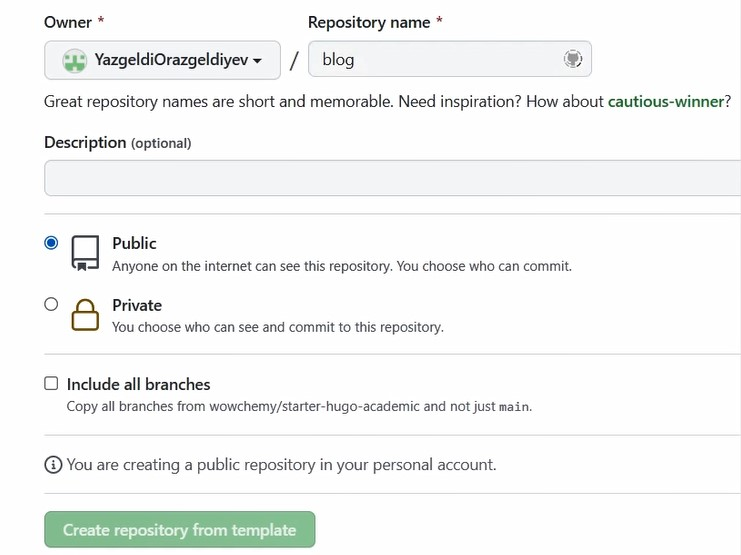 Owner * Repository name *
YazgeldiOrazgeldiyev / blog
Great repository names are short and memorable. Need inspiration? How about cautious-winner?
Description (optional)
Public
Anyone on the internet can see this repository. You choose who can commit.
Private
You choose who can see and commit to this repository.
Include all branches
Copy all branches from wowchemy/starter-hugo-academic and not just main.
You are creating a public repository in your personal account.
Create repository from template